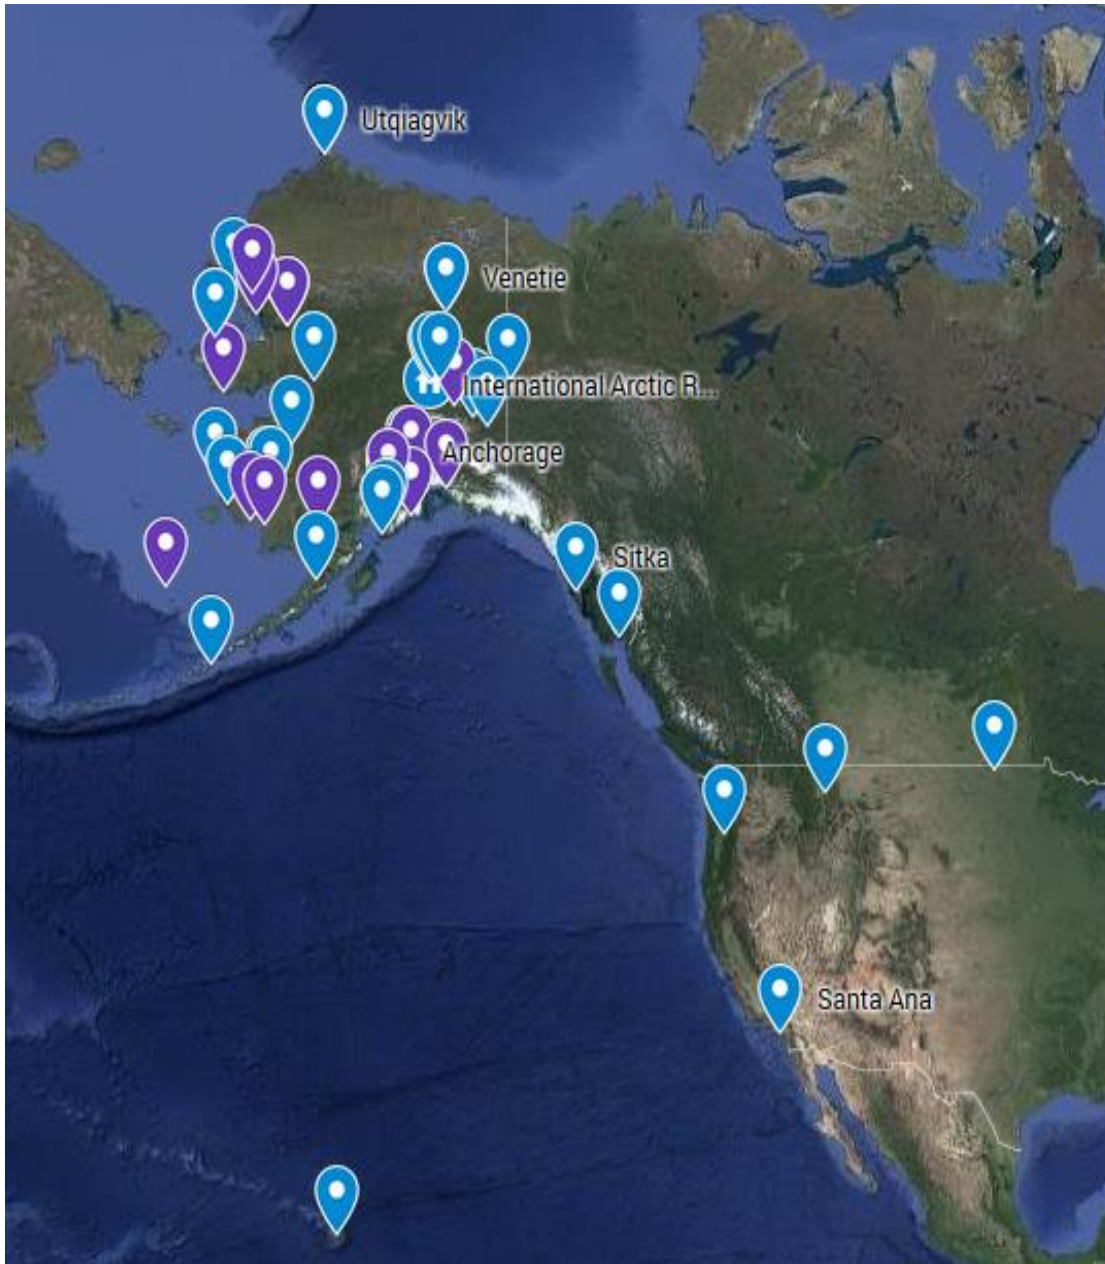 Utqiagvik
Venetie
International Arctic R...
Anchorage
Sitka
Santa Ana